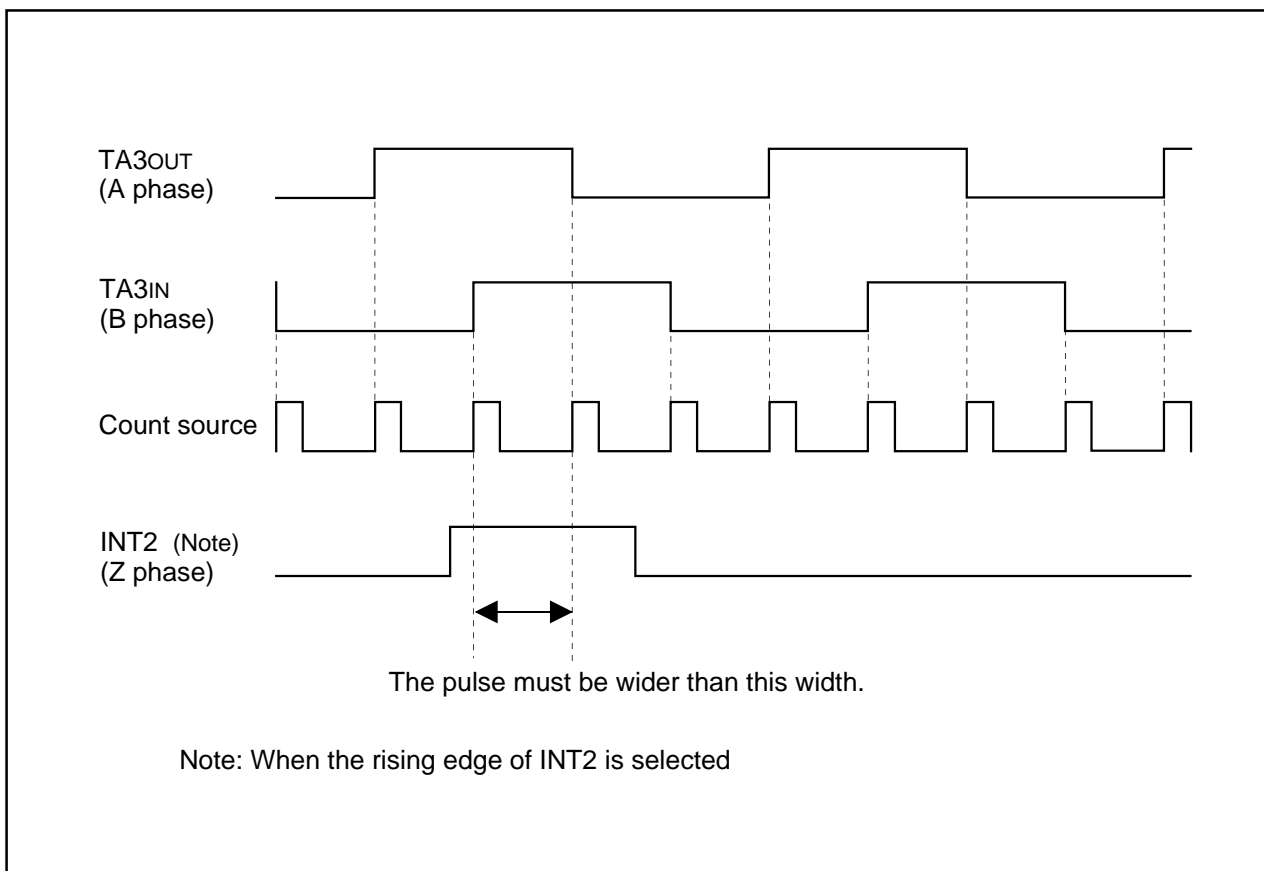 TA3OUT
(A phase)
TA3IN
(B phase)
Count source
INT2 (Note)
(Z phase)
The pulse must be wider than this width.
Note: When the rising edge of INT2 is selected